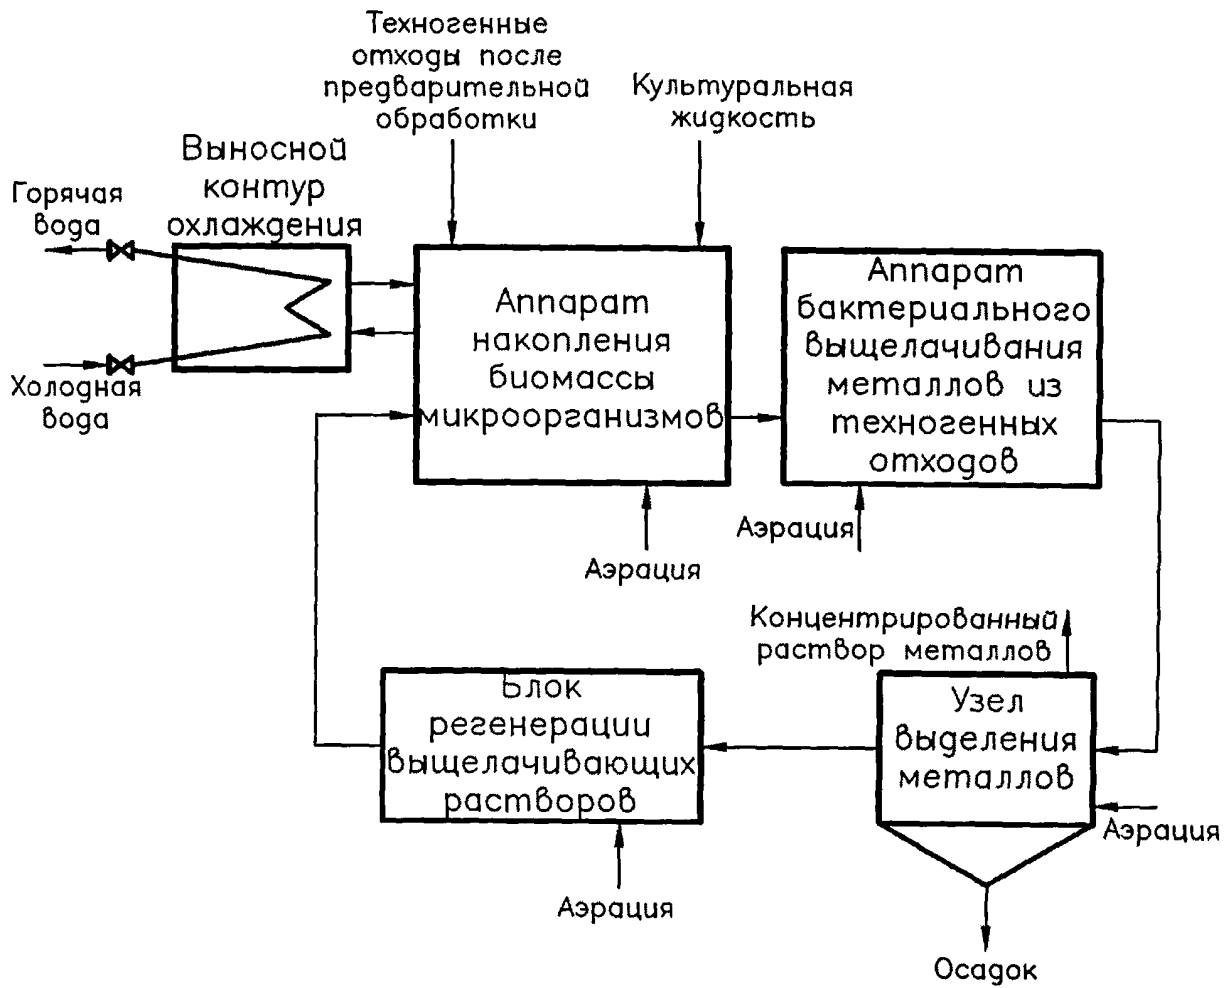 Техногенные
отходы после
предварительной
обработки
Культуральная
жидкость
Выносной
контур
охлаждения
Горячая
вода
Холодная
вода
Аппарат
накопления
биомассы
микроорганизмов
Аппарат
бактериального
выщелачивания
металлов из
техногенных
отходов
Аэрация
Аэрация
Концентрированный
раствор металлов
Блок
регенерации
выщелачивающих
растворов
Узел
выделения
металлов
Аэрация
Аэрация
Осадок